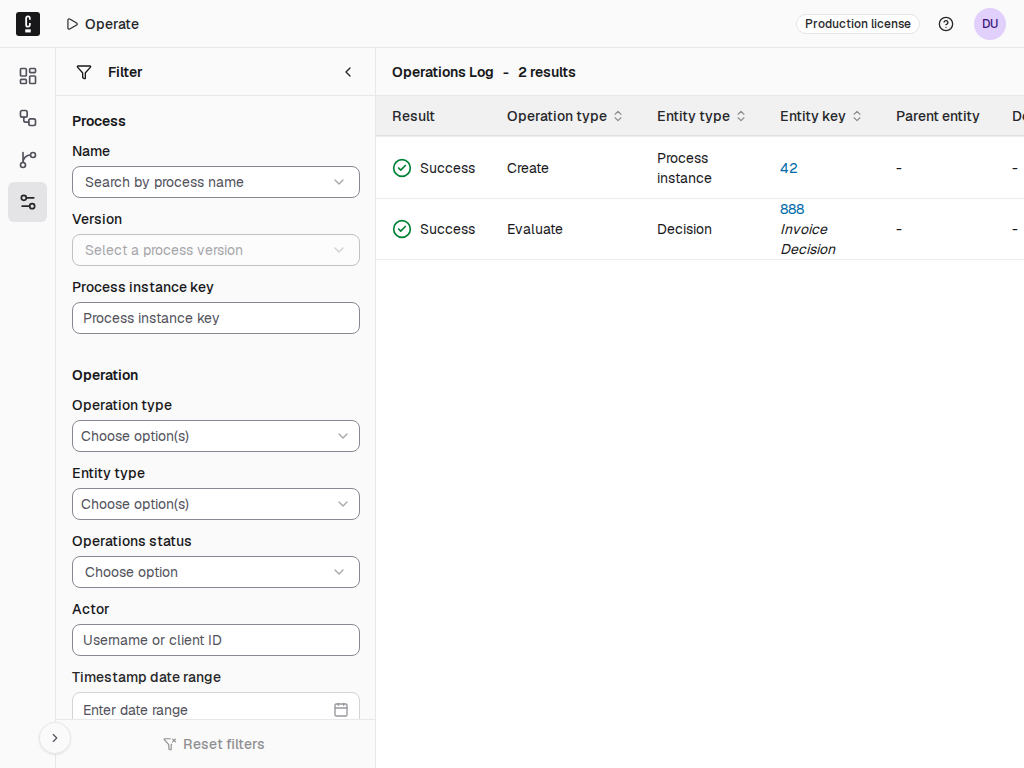 Operate
Production license
DU
Filter
Operations Log - 2 results
Process
Name
Search by process name
Version
Select a process version
Process instance key
Process instance key
Operation
Operation type
Choose option(s)
Entity type
Choose option(s)
Operations status
Choose option
Actor
Username or client ID
Timestamp date range
Enter date range
Reset filters
Result Operation type Entity type Entity key Parent entity
Success Create Process instance 42 - -
Success Evaluate Decision 888 Invoice Decision - -